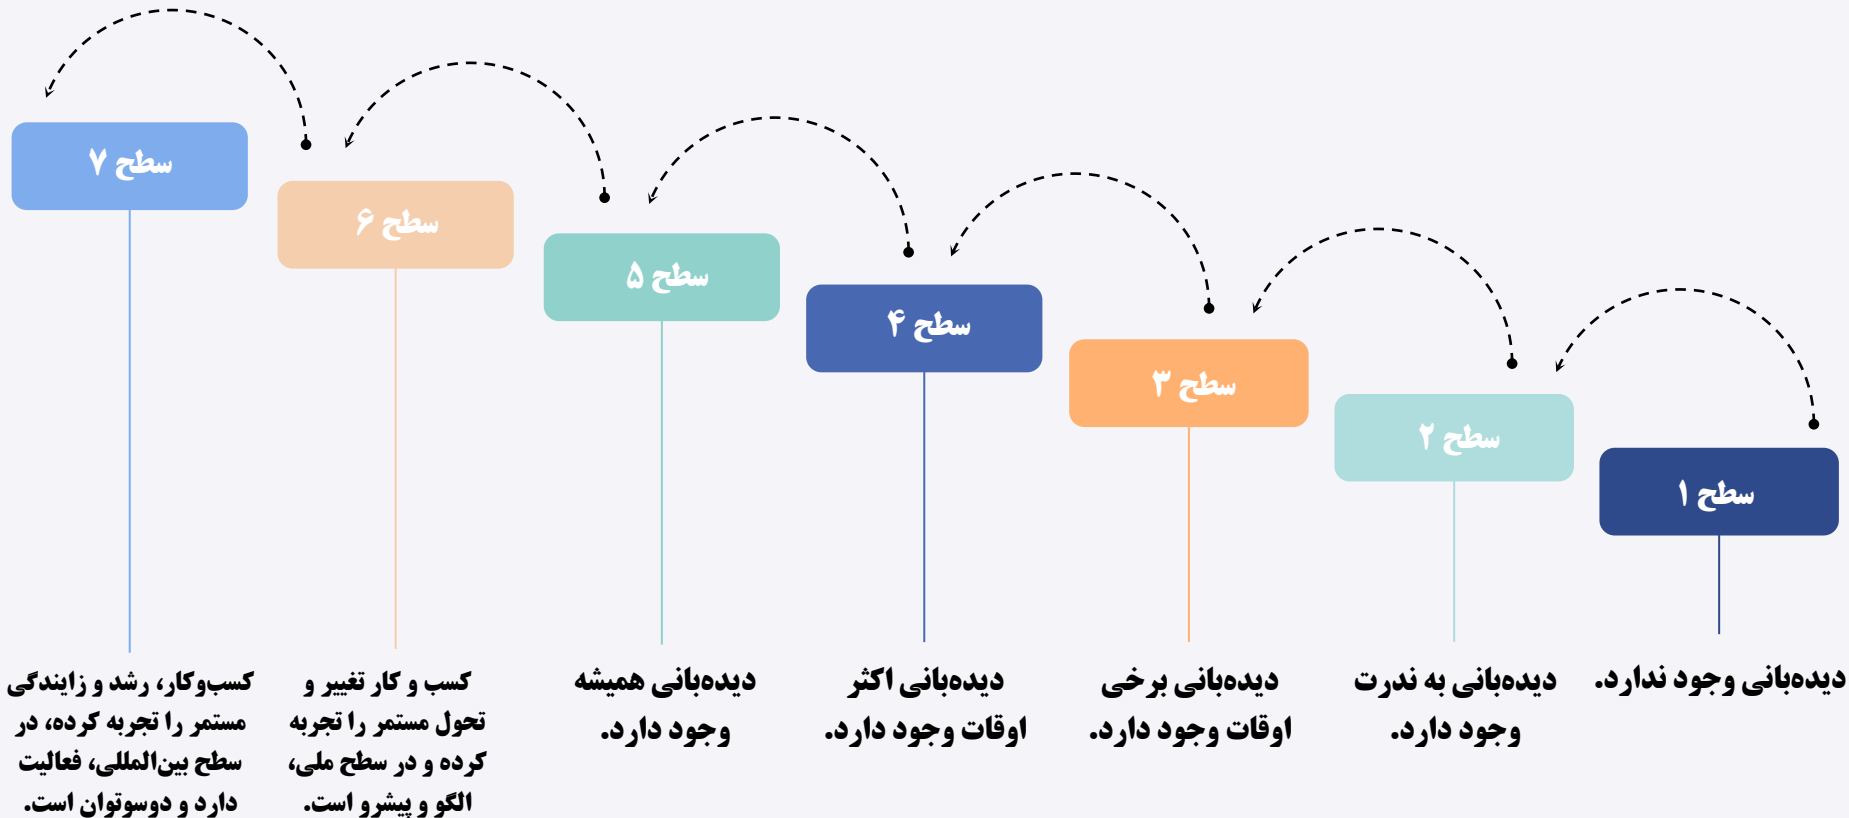 سطح ۱
دیده‌بانی وجود ندارد.
سطح ۲
دیده‌بانی به ندرت
وجود دارد.
سطح ۳
دیده‌بانی برخی
اوقات وجود دارد.
سطح ۴
دیده‌بانی اکثر
اوقات وجود دارد.
سطح ۵
دیده‌بانی همیشه
وجود دارد.
سطح ۶
کسب و کار تغییر و
تحول مستمر را تجربه
کرده و در سطح ملی،
الگو و پیشرو است.
سطح ۷
کسب‌وکار، رشد و زایندگی
مستمر را تجربه کرده، در
سطح بین‌المللی، فعالیت
دارد و دوسوتوان است.